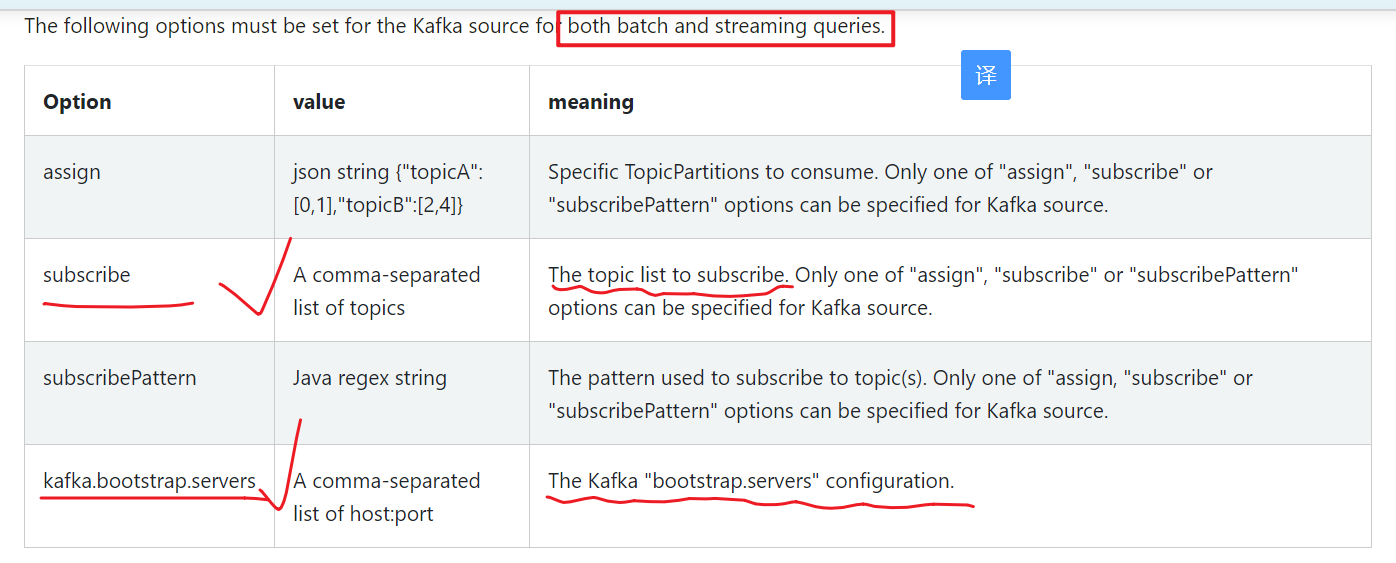 The following options must be set for the Kafka source for both batch and streaming queries.
译
Option
value
meaning
assign
json string {"topicA":
[0,1],"topicB":[2,4]}
Specific TopicPartitions to consume. Only one of "assign", "subscribe" or
"subscribePattern" options can be specified for Kafka source.
subscribe
A comma-separated
list of topics
The topic list to subscribe. Only one of "assign", "subscribe" or "subscribePattern"
options can be specified for Kafka source.
subscribePattern
Java regex string
The pattern used to subscribe to topic(s). Only one of "assign, "subscribe" or
"subscribePattern" options can be specified for Kafka source.
kafka.bootstrap.servers
A comma-separated
list of host:port
The Kafka "bootstrap.servers" configuration.